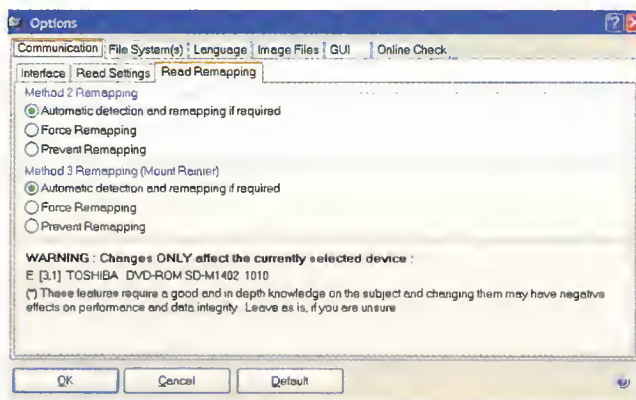 Options
Communication File System(s) Language Image Files GUI Online Check
Interface Read Settings Read Remapping
Method 2 Remapping
Automatic detection and remapping if required
Force Remapping
Prevent Remapping
Method 3 Remapping (Mount Rainier)
Automatic detection and remapping if required
Force Remapping
Prevent Remapping
WARNING : Changes ONLY affect the currently selected device :
E [3,1] TOSHIBA DVD-ROM SD-M1402 1010
(*) These features require a good and in depth knowledge on the subject and changing them may have negative
effects on performance and data integrity. Leave as is, if you are unsure
OK Cancel Default